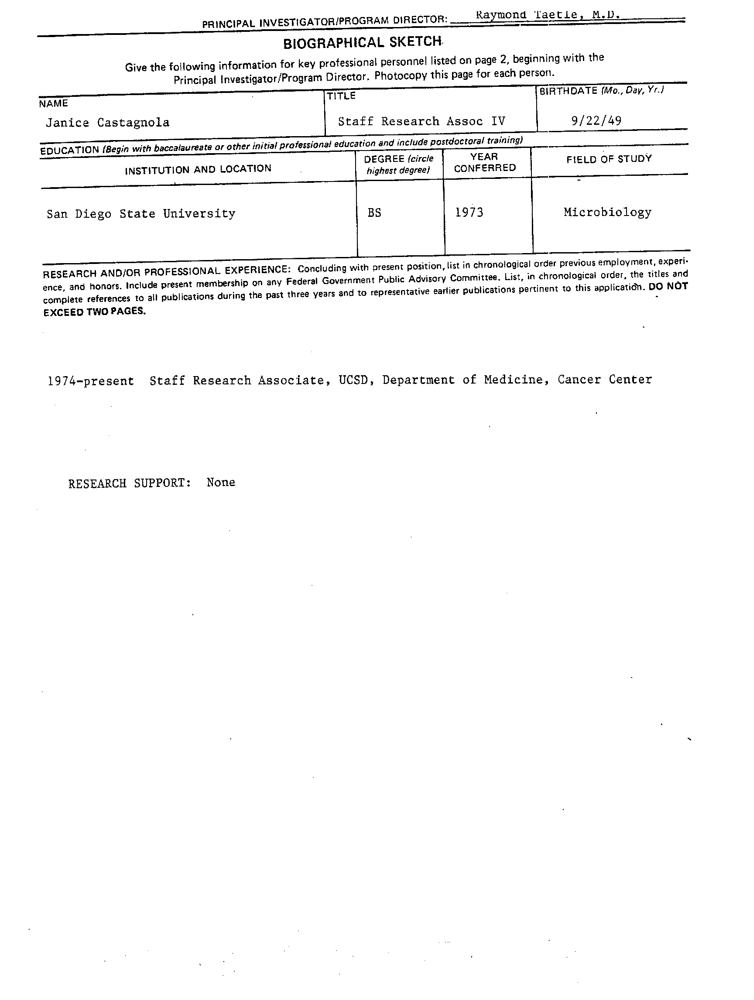 PRINCIPAL INVESTIGATOR/PROGRAM DIRECTOR: Raymond Taetle, M.D.
BIOGRAPHICAL SKETCH
Give the following information for key professional personnel listed on page 2, beginning with the
Principal Investigator/Program Director. Photocopy this page for each person.
NAME TITLE BIRTHDATE (Mo., Day, Yr.)
Janice Castagnola Staff Research Assoc IV 9/22/49
EDUCATION (Begin with baccalaureate or other initial professional education and include postdoctoral training)
INSTITUTION AND LOCATION DEGREE (circle highest degree) YEAR CONFERRED FIELD OF STUDY
San Diego State University BS 1973 Microbiology
RESEARCH AND/OR PROFESSIONAL EXPERIENCE: Concluding with present position, list in chronological order previous employment, experi-
ence, and honors. Include present membership on any Federal Government Public Advisory Committee. List, in chronological order, the titles and
complete references to all publications during the past three years and to representative earlier publications pertinent to this application. DO NOT
EXCEED TWO PAGES.
1974-present Staff Research Associate, UCSD, Department of Medicine, Cancer Center
RESEARCH SUPPORT: None